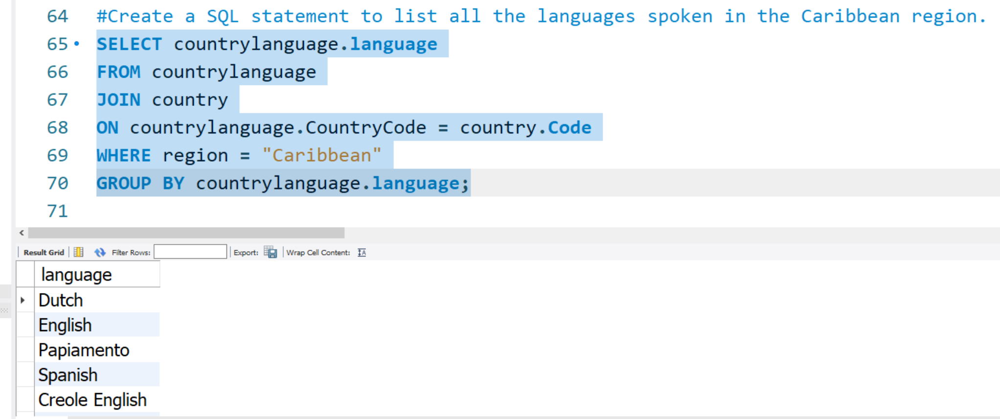 64 #Create a SQL statement to list all the languages spoken in the Caribbean region.
65 SELECT countrylanguage.language
66 FROM countrylanguage
67 JOIN country
68 ON countrylanguage.CountryCode = country.Code
69 WHERE region = "Caribbean"
70 GROUP BY countrylanguage.language;
71
Result Grid Filter Rows: Export: Wrap Cell Content: IA
language
Dutch
English
Papiamento
Spanish
Creole English